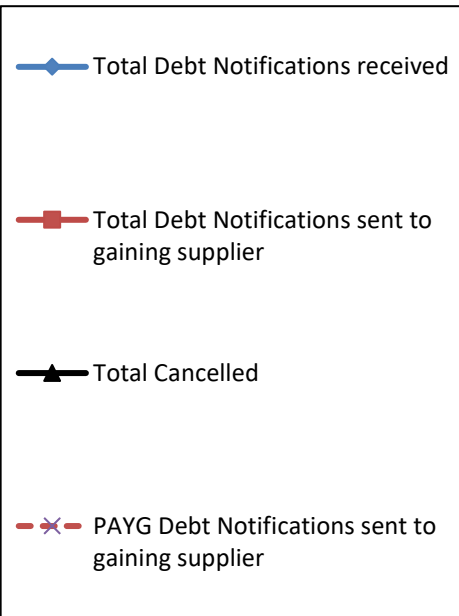 Total Debt Notifications received
Total Debt Notifications sent to
gaining supplier
Total Cancelled
PAYG Debt Notifications sent to
gaining supplier